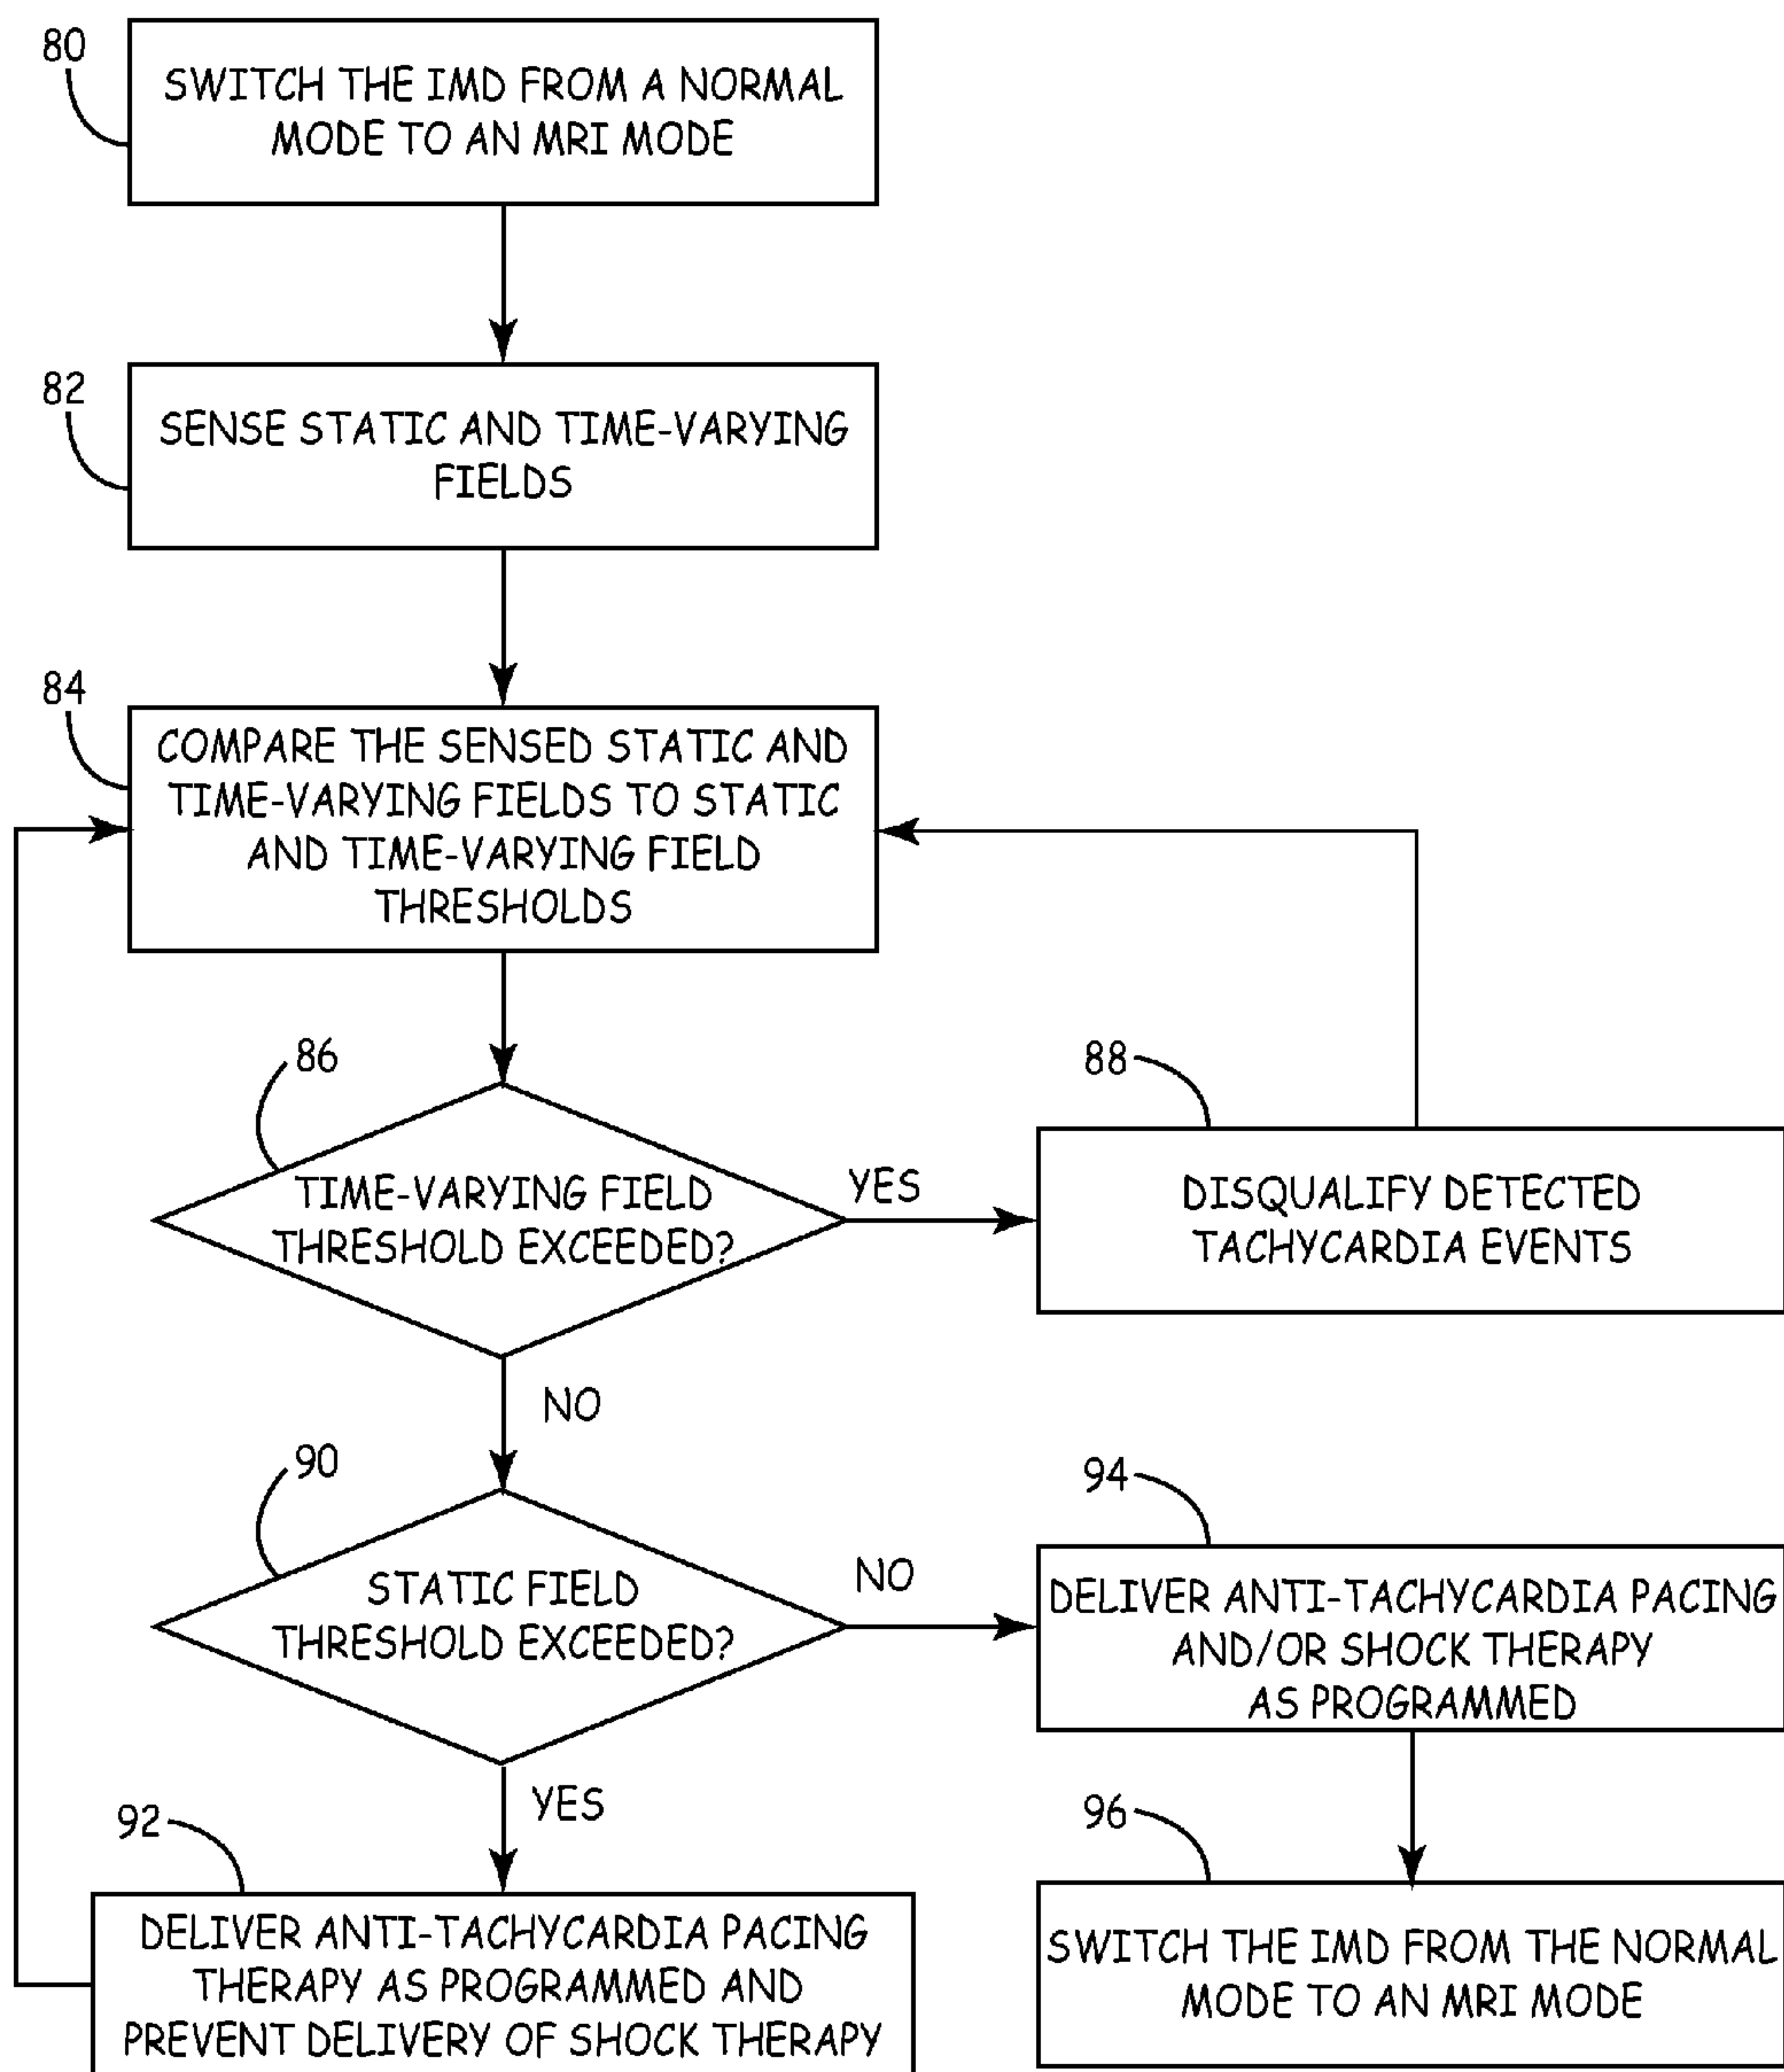 80
SWITCH THE IMD FROM A NORMAL
MODE TO AN MRI MODE
82
SENSE STATIC AND TIME-VARYING
FIELDS
84
COMPARE THE SENSED STATIC AND
TIME-VARYING FIELDS TO STATIC
AND TIME-VARYING FIELD
THRESHOLDS
86
TIME-VARYING FIELD
THRESHOLD EXCEEDED?
YES
88
DISQUALIFY DETECTED
TACHYCARDIA EVENTS
NO
90
STATIC FIELD
THRESHOLD EXCEEDED?
NO
94
DELIVER ANTI-TACHYCARDIA PACING
AND/OR SHOCK THERAPY
AS PROGRAMMED
YES
92
DELIVER ANTI-TACHYCARDIA PACING
THERAPY AS PROGRAMMED AND
PREVENT DELIVERY OF SHOCK THERAPY
96
SWITCH THE IMD FROM THE NORMAL
MODE TO AN MRI MODE